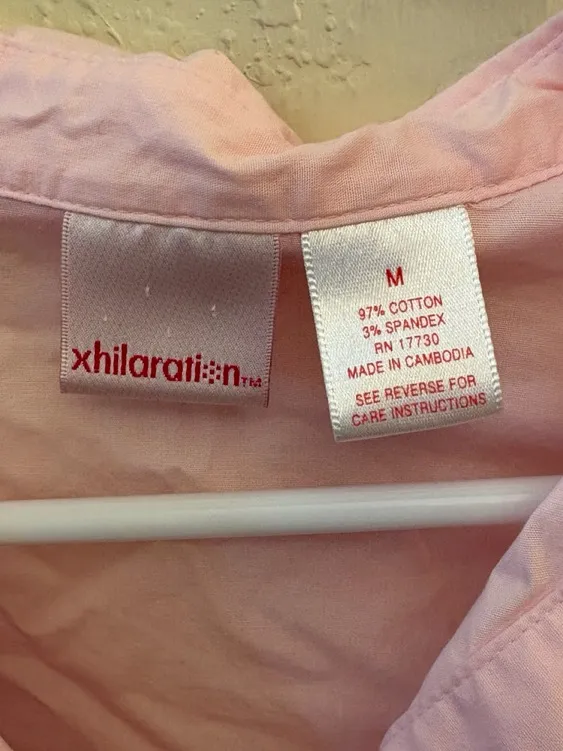 xhilaration™
M
97% COTTON
3% SPANDEX
RN 17730
MADE IN CAMBODIA
SEE REVERSE FOR
CARE INSTRUCTIONS